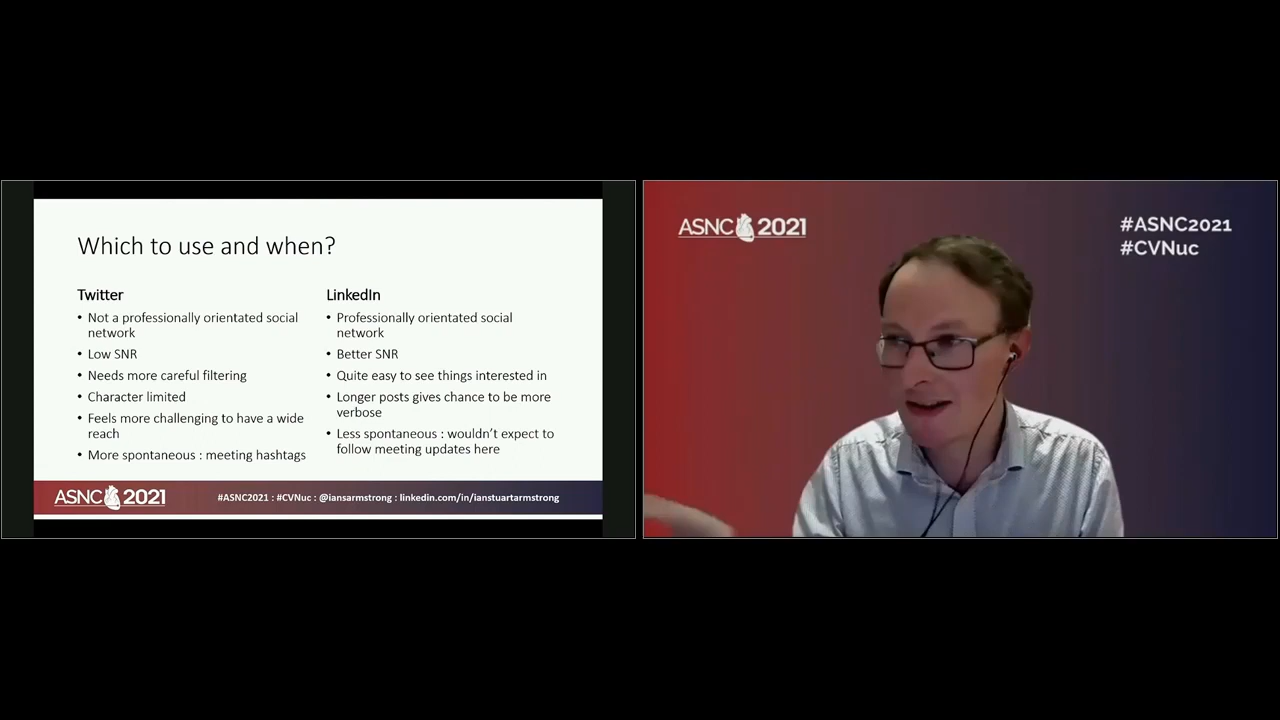 Which to use and when?
Twitter
• Not a professionally orientated social
network
• Low SNR
• Needs more careful filtering
• Character limited
• Feels more challenging to have a wide
reach
• More spontaneous : meeting hashtags
LinkedIn
• Professionally orientated social
network
• Better SNR
• Quite easy to see things interested in
• Longer posts gives chance to be more
verbose
• Less spontaneous : wouldn't expect to
follow meeting updates here
ASNC 2021
#ASNC2021 : #CVNuc : @iansarmstrong : linkedin.com/in/ianstuartarmstrong
ASNC 2021
#ASNC2021
#CVNuc